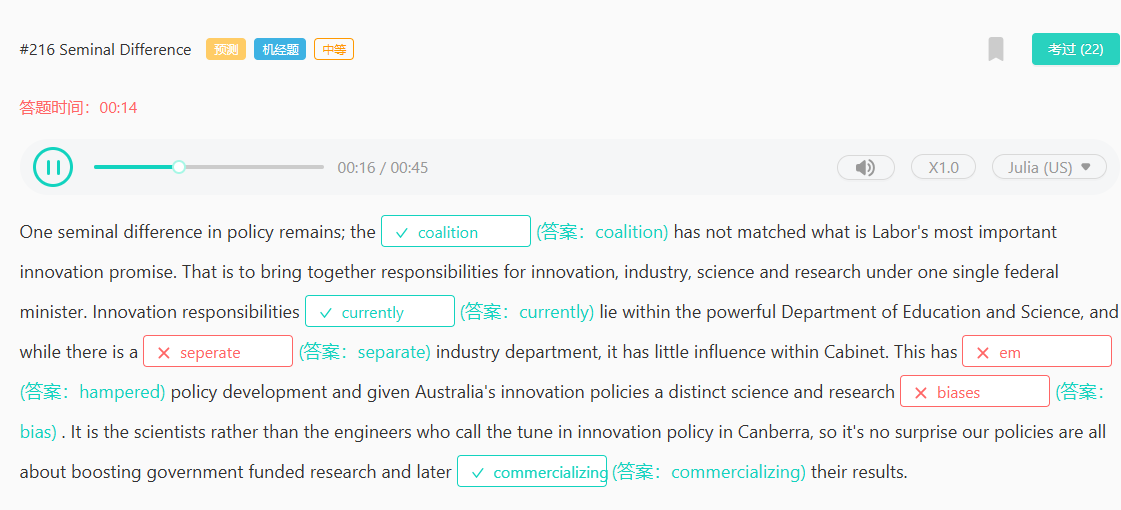 #216 Seminal Difference 预测 机经题 中等 考过 (22)
答题时间：00:14
00:16 / 00:45 X1.0 Julia (US)
One seminal difference in policy remains; the coalition (答案：coalition) has not matched what is Labor's most important
innovation promise. That is to bring together responsibilities for innovation, industry, science and research under one single federal
minister. Innovation responsibilities currently (答案：currently) lie within the powerful Department of Education and Science, and
while there is a seperate (答案：separate) industry department, it has little influence within Cabinet. This has em
(答案：hampered) policy development and given Australia's innovation policies a distinct science and research biases (答案：
bias) . It is the scientists rather than the engineers who call the tune in innovation policy in Canberra, so it's no surprise our policies are all
about boosting government funded research and later commercializing (答案：commercializing) their results.